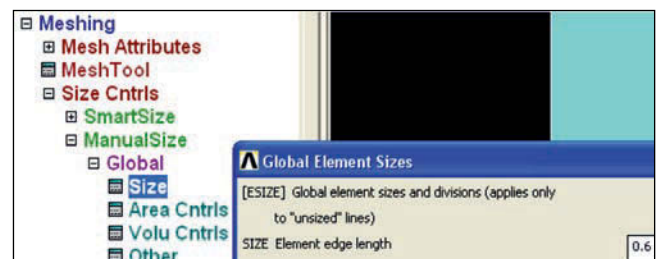 Meshing
Mesh Attributes
MeshTool
Size Cntrls
SmartSize
ManualSize
Global
Size
Area Cntrls
Volu Cntrls
Other
Global Element Sizes
[ESIZE] Global element sizes and divisions (applies only
to "unsized" lines)
SIZE Element edge length
0.6